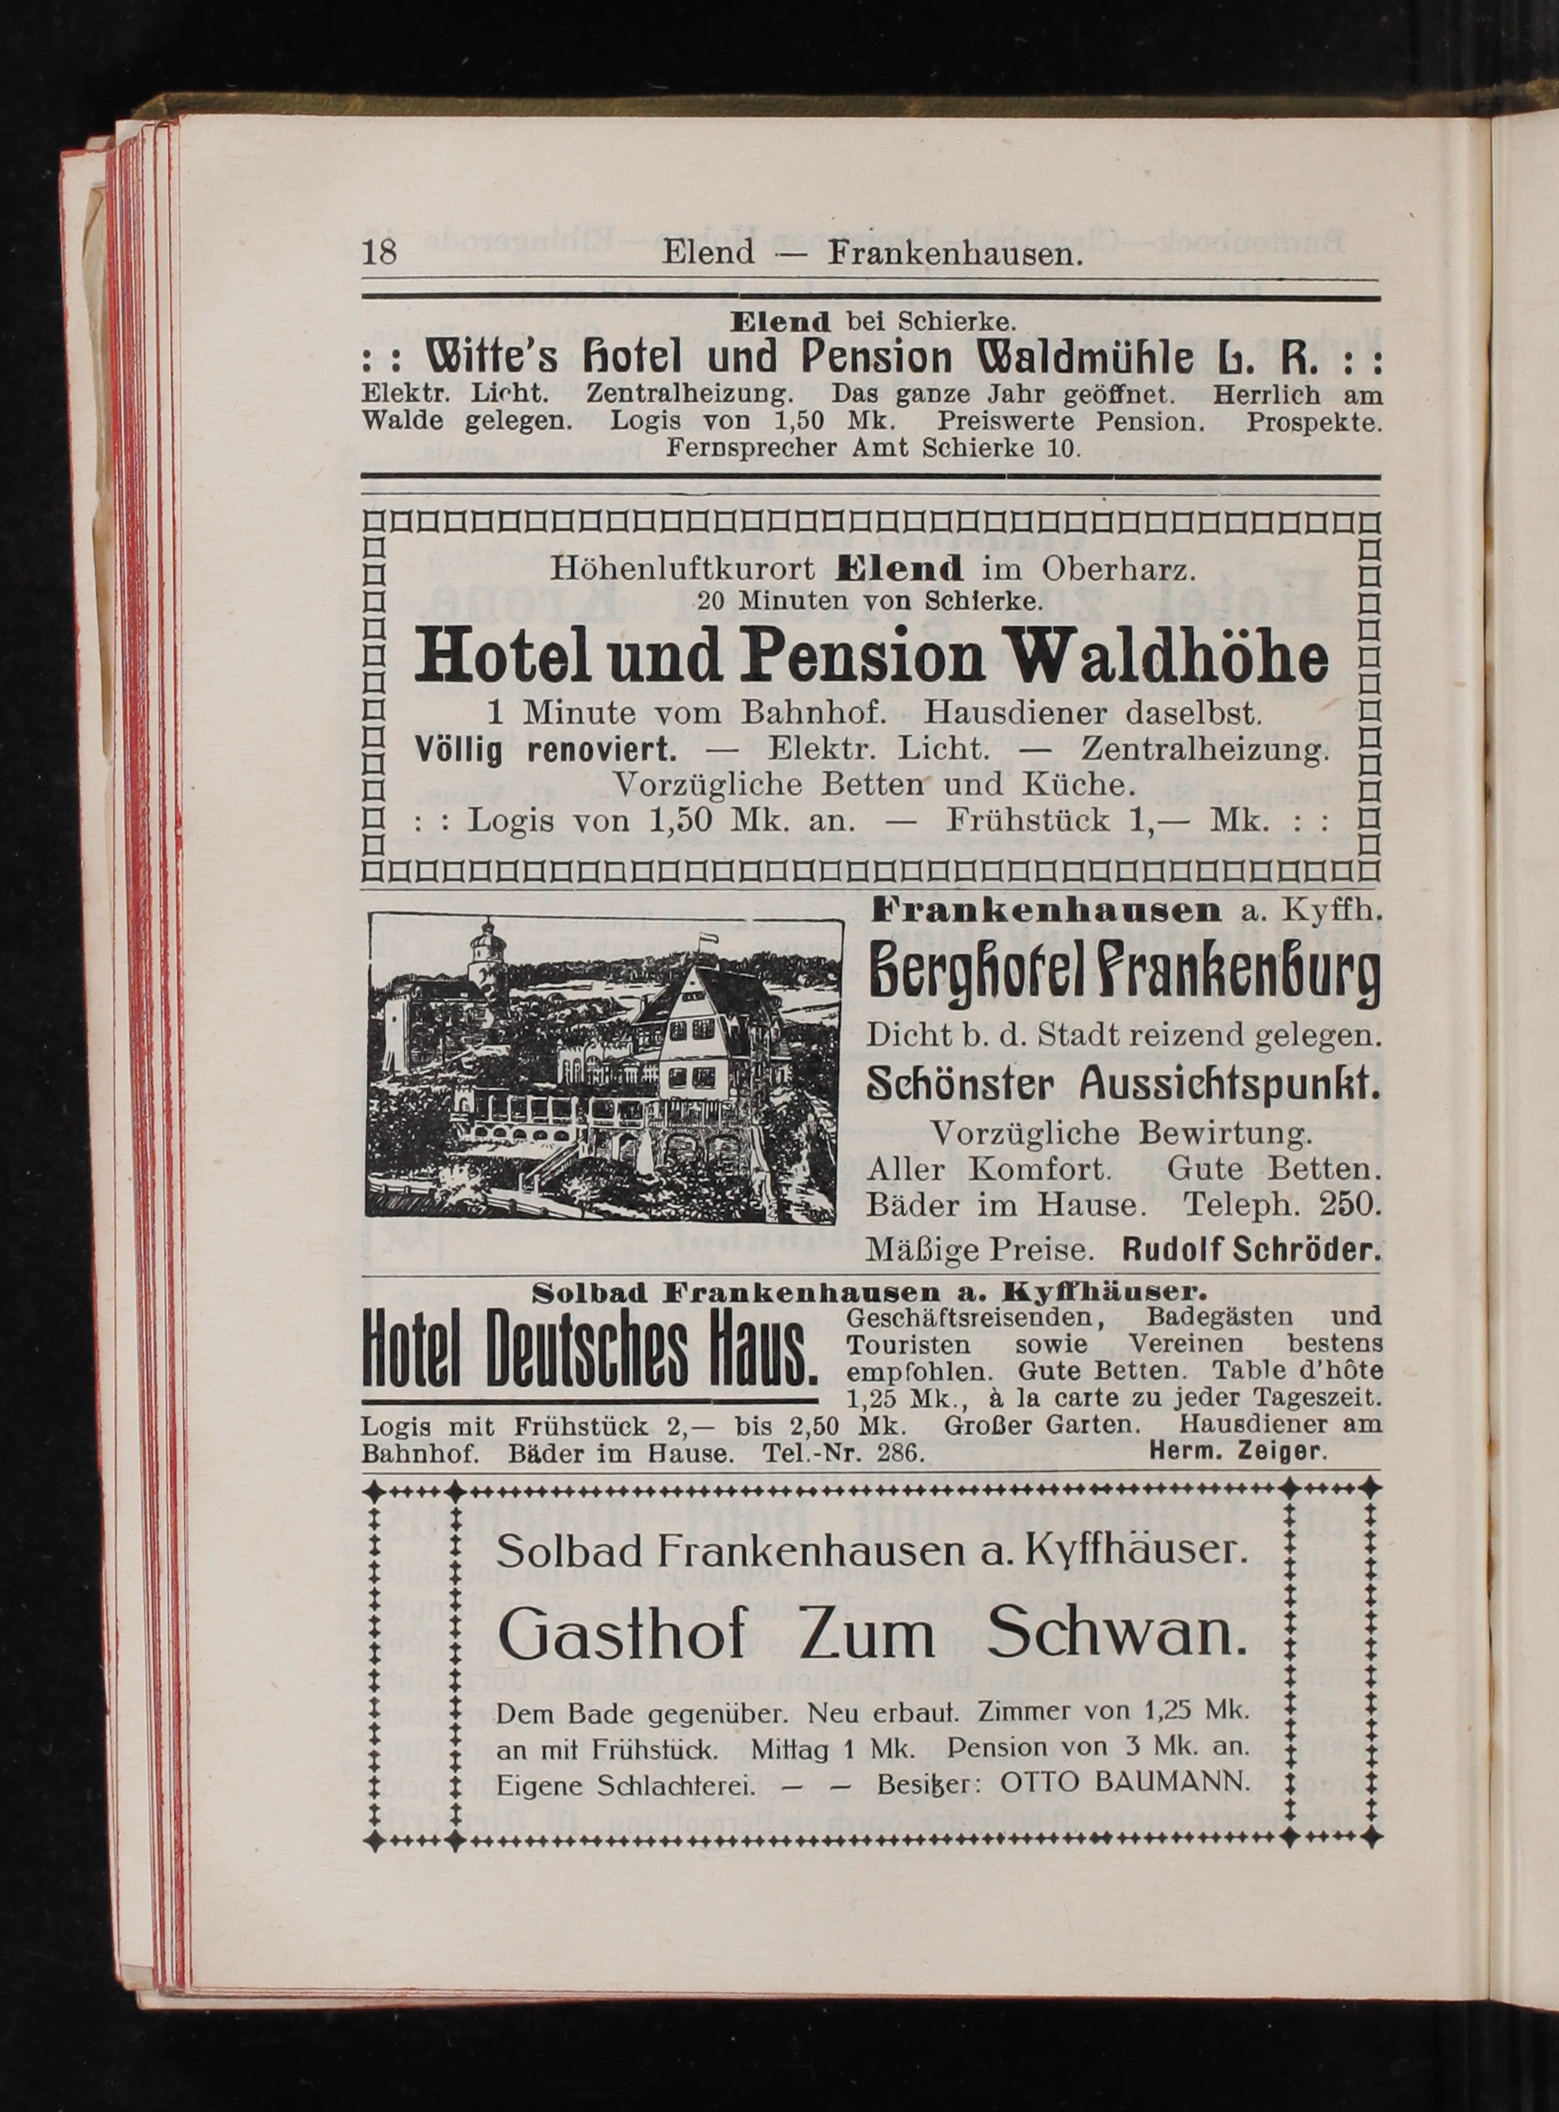 18 Elend — Frankenhausen.
Elend bei Schierke.
: : Witte's Hotel und Pension Waldmühle L. R. : :
Elektr. Licht. Zentralheizung. Das ganze Jahr geöffnet. Herrlich am
Walde gelegen. Logis von 1,50 Mk. Preiswerte Pension. Prospekte.
Fernsprecher Amt Schierke 10.
Höhenluftkurort Elend im Oberharz.
20 Minuten von Schierke.
Hotel und Pension Waldhöhe
1 Minute vom Bahnhof. Hausdiener daselbst.
Völlig renoviert. — Elektr. Licht. — Zentralheizung.
Vorzügliche Betten und Küche.
: : Logis von 1,50 Mk. an. — Frühstück 1,— Mk. : :
Frankenhausen a. Kyffh.
Berghotel Frankenburg
Dicht b. d. Stadt reizend gelegen.
Schönster Aussichtspunkt.
Vorzügliche Bewirtung.
Aller Komfort. Gute Betten.
Bäder im Hause. Teleph. 250.
Mäßige Preise. Rudolf Schröder.
Solbad Frankenhausen a. Kyffhäuser.
Hotel Deutsches Haus.
Geschäftsreisenden, Badegästen und
Touristen sowie Vereinen bestens
empfohlen. Gute Betten. Table d'hôte
1,25 Mk., à la carte zu jeder Tageszeit.
Logis mit Frühstück 2,— bis 2,50 Mk. Großer Garten. Hausdiener am
Bahnhof. Bäder im Hause. Tel.-Nr. 286. Herm. Zeiger.
Solbad Frankenhausen a. Kyffhäuser.
Gasthof Zum Schwan.
Dem Bade gegenüber. Neu erbaut. Zimmer von 1,25 Mk.
an mit Frühstück. Mittag 1 Mk. Pension von 3 Mk. an.
Eigene Schlachterei. — — Besitzer: OTTO BAUMANN.